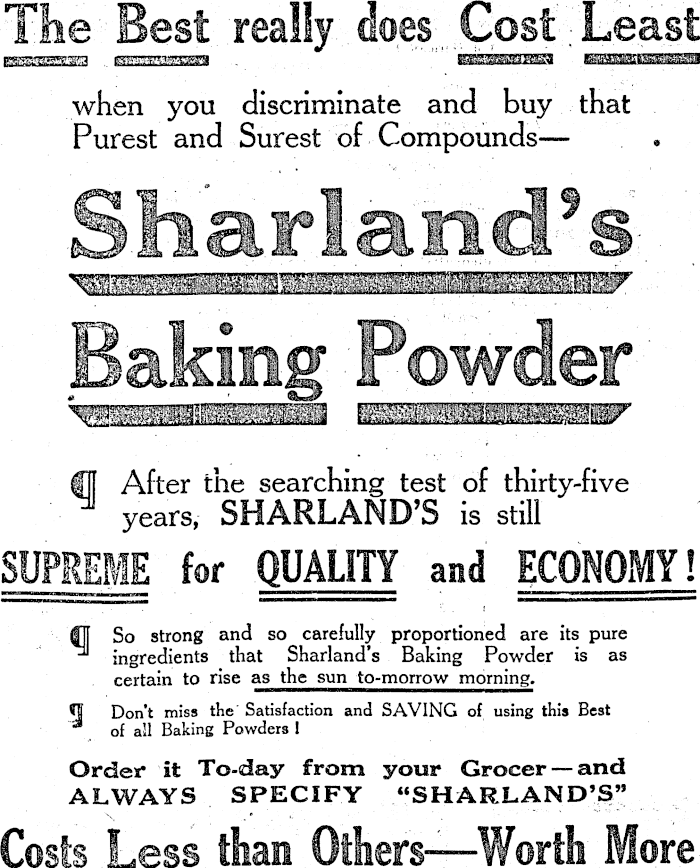 The Best really does Cost Least
when you discriminate and buy that
Purest and Surest of Compounds—
Sharland's
Baking Powder
¶ After the searching test of thirty-five
years, SHARLAND'S is still
SUPREME for QUALITY and ECONOMY!
¶ So strong and so carefully proportioned are its pure
ingredients that Sharland's Baking Powder is as
certain to rise as the sun to-morrow morning.
¶ Don't miss the Satisfaction and SAVING of using this Best
of all Baking Powders!
Order it To-day from your Grocer—and
ALWAYS SPECIFY "SHARLAND'S"
Costs Less than Others—Worth More